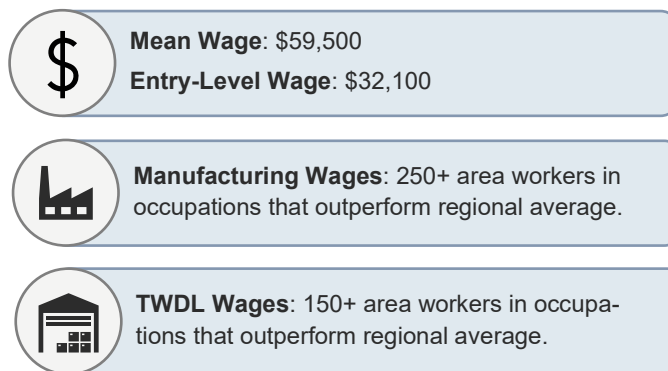 Mean Wage: $59,500
Entry-Level Wage: $32,100
Manufacturing Wages: 250+ area workers in
occupations that outperform regional average.
TWDL Wages: 150+ area workers in occupa-
tions that outperform regional average.